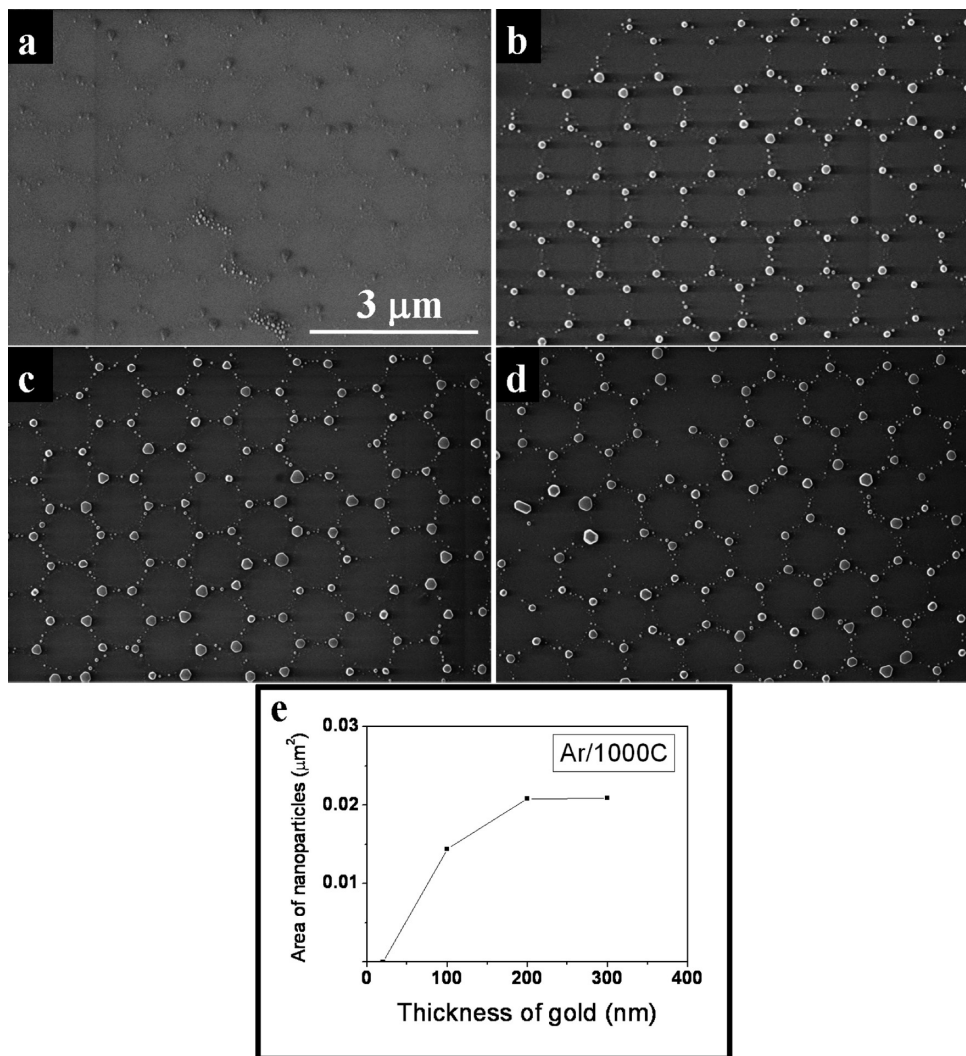 a
b
3 μm
c
d
e
0.03
Ar/1000C
0.02
0.01
Area of nanoparticles (μm²)
0
100
200
300
400
Thickness of gold (nm)